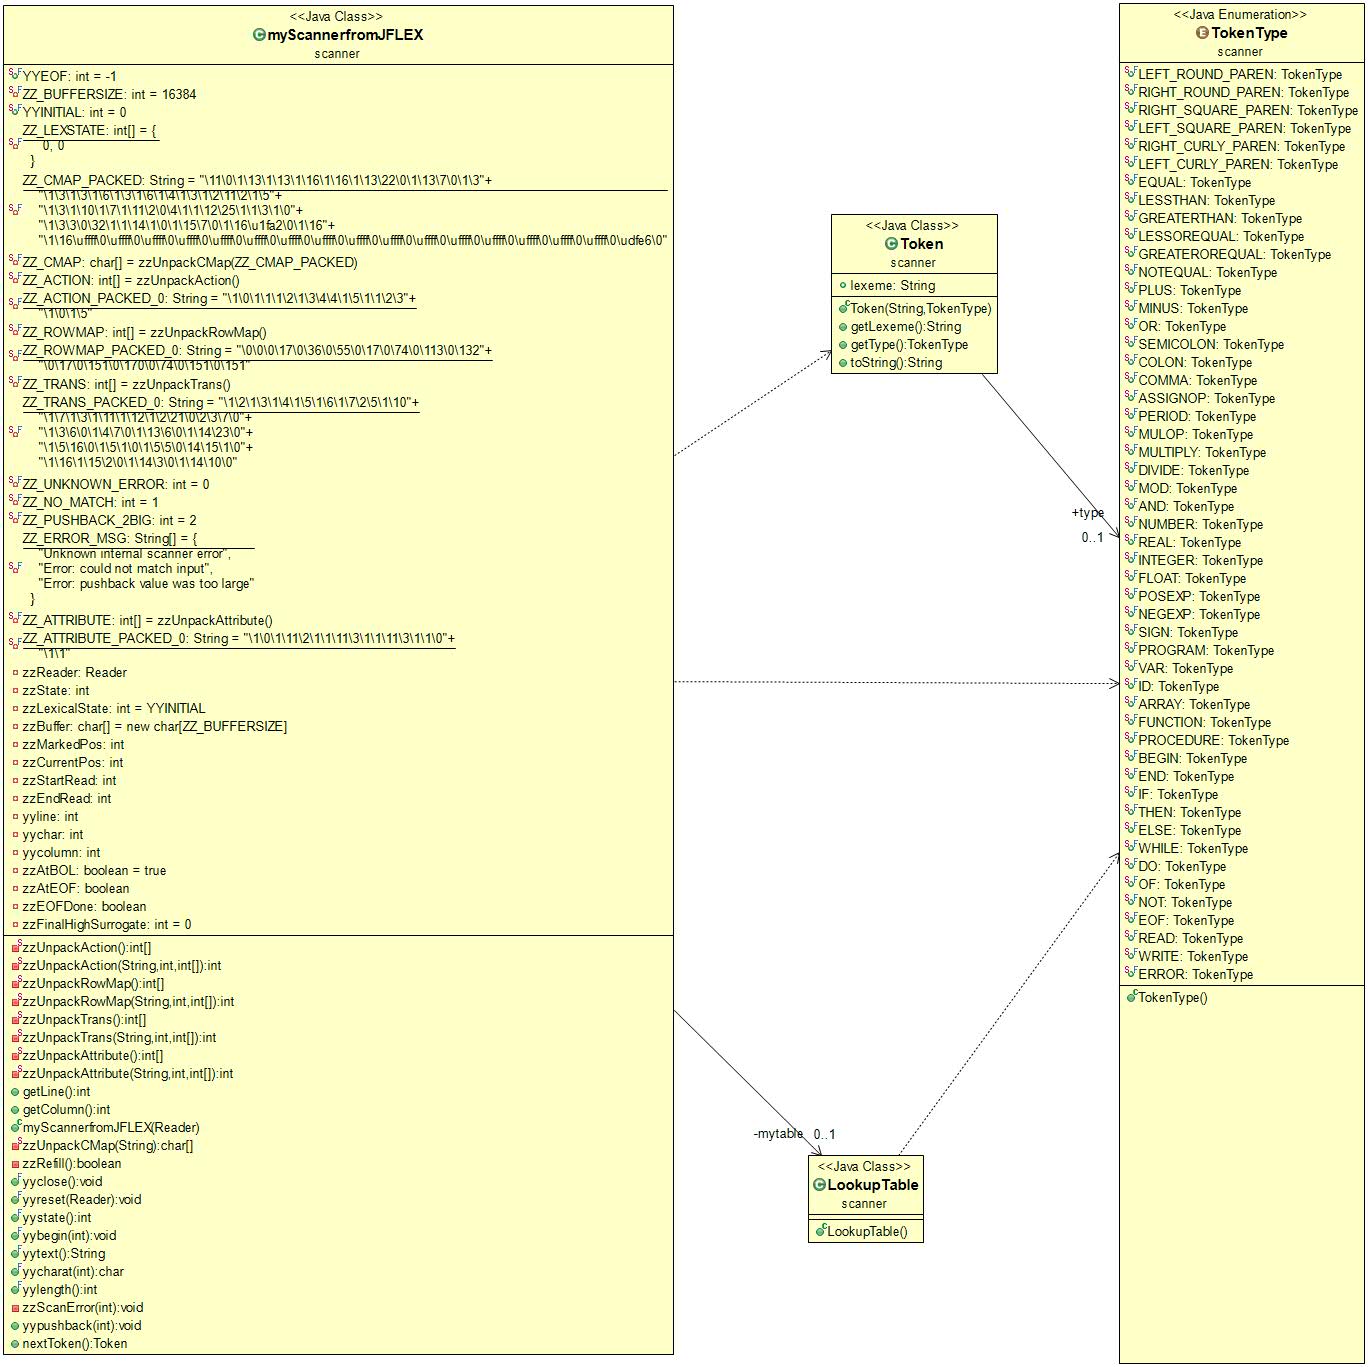 <<Java Class>>
myScannerfromJFLEX
scanner
YYEOF: int = -1
ZZ_BUFFERSIZE: int = 16384
YYINITIAL: int = 0
ZZ_LEXSTATE: int[] = {
0, 0
}
ZZ_CMAP_PACKED: String = "\11\0\1\13\1\13\1\16\1\16\1\13\22\0\1\13\7\0\1\3"+
"\1\3\1\3\1\6\1\3\1\6\1\4\1\3\1\2\11\2\1\5"+
"\1\3\1\10\1\7\1\11\2\0\4\1\1\12\25\1\1\3\1\0"+
"\1\3\3\0\32\1\1\14\1\0\1\15\7\0\1\16\u1fa2\0\1\16"+
"\1\16\uffff\0\uffff\0\uffff\0\uffff\0\uffff\0\uffff\0\uffff\0\uffff\0\uffff\0\uffff\0\uffff\0\uffff\0\uffff\0\uffff\0\uffff\0\uffff\0\udfe6\0"
ZZ_CMAP: char[] = zzUnpackCMap(ZZ_CMAP_PACKED)
ZZ_ACTION: int[] = zzUnpackAction()
ZZ_ACTION_PACKED_0: String = "\1\0\1\1\1\2\1\3\4\4\1\5\1\1\2\3"+
"\1\0\1\5"
ZZ_ROWMAP: int[] = zzUnpackRowMap()
ZZ_ROWMAP_PACKED_0: String = "\0\0\0\17\0\36\0\55\0\17\0\74\0\113\0\132"+
"\0\17\0\151\0\170\0\74\0\151\0\151"
ZZ_TRANS: int[] = zzUnpackTrans()
ZZ_TRANS_PACKED_0: String = "\1\2\1\3\1\4\1\5\1\6\1\7\2\5\1\10"+
"\1\7\1\3\1\11\1\12\1\2\21\0\2\3\7\0"+
"\1\3\6\0\1\4\7\0\1\13\6\0\1\14\23\0"+
"\1\5\16\0\1\5\1\0\1\5\5\0\14\15\1\0"+
"\1\16\1\15\2\0\1\14\3\0\1\14\10\0"
ZZ_UNKNOWN_ERROR: int = 0
ZZ_NO_MATCH: int = 1
ZZ_PUSHBACK_2BIG: int = 2
ZZ_ERROR_MSG: String[] = {
"Unknown internal scanner error",
"Error: could not match input",
"Error: pushback value was too large"
}
ZZ_ATTRIBUTE: int[] = zzUnpackAttribute()
ZZ_ATTRIBUTE_PACKED_0: String = "\1\0\1\11\2\1\1\11\3\1\1\11\3\1\1\0"+
"\1\1"
zzReader: Reader
zzState: int
zzLexicalState: int = YYINITIAL
zzBuffer: char[] = new char[ZZ_BUFFERSIZE]
zzMarkedPos: int
zzCurrentPos: int
zzStartRead: int
zzEndRead: int
yyline: int
yychar: int
yycolumn: int
zzAtBOL: boolean = true
zzAtEOF: boolean
zzEOFDone: boolean
zzFinalHighSurrogate: int = 0
zzUnpackAction():int[]
zzUnpackAction(String,int,int[]):int
zzUnpackRowMap():int[]
zzUnpackRowMap(String,int,int[]):int
zzUnpackTrans():int[]
zzUnpackTrans(String,int,int[]):int
zzUnpackAttribute():int[]
zzUnpackAttribute(String,int,int[]):int
getLine():int
getColumn():int
myScannerfromJFLEX(Reader)
zzUnpackCMap(String):char[]
zzRefill():boolean
yyclose():void
yyreset(Reader):void
yystate():int
yybegin(int):void
yytext():String
yycharat(int):char
yylength():int
zzScanError(int):void
yypushback(int):void
nextToken():Token
<<Java Class>>
Token
scanner
lexeme: String
Token(String,TokenType)
getLexeme():String
getType():TokenType
toString():String
+type
0..1
-mytable 0..1
<<Java Class>>
LookupTable
scanner
LookupTable()
<<Java Enumeration>>
TokenType
scanner
LEFT_ROUND_PAREN: TokenType
RIGHT_ROUND_PAREN: TokenType
RIGHT_SQUARE_PAREN: TokenType
LEFT_SQUARE_PAREN: TokenType
RIGHT_CURLY_PAREN: TokenType
LEFT_CURLY_PAREN: TokenType
EQUAL: TokenType
LESSTHAN: TokenType
GREATERTHAN: TokenType
LESSOREQUAL: TokenType
GREATEROREQUAL: TokenType
NOTEQUAL: TokenType
PLUS: TokenType
MINUS: TokenType
OR: TokenType
SEMICOLON: TokenType
COLON: TokenType
COMMA: TokenType
ASSIGNOP: TokenType
PERIOD: TokenType
MULOP: TokenType
MULTIPLY: TokenType
DIVIDE: TokenType
MOD: TokenType
AND: TokenType
NUMBER: TokenType
REAL: TokenType
INTEGER: TokenType
FLOAT: TokenType
POSEXP: TokenType
NEGEXP: TokenType
SIGN: TokenType
PROGRAM: TokenType
VAR: TokenType
ID: TokenType
ARRAY: TokenType
FUNCTION: TokenType
PROCEDURE: TokenType
BEGIN: TokenType
END: TokenType
IF: TokenType
THEN: TokenType
ELSE: TokenType
WHILE: TokenType
DO: TokenType
OF: TokenType
NOT: TokenType
EOF: TokenType
READ: TokenType
WRITE: TokenType
ERROR: TokenType
TokenType()